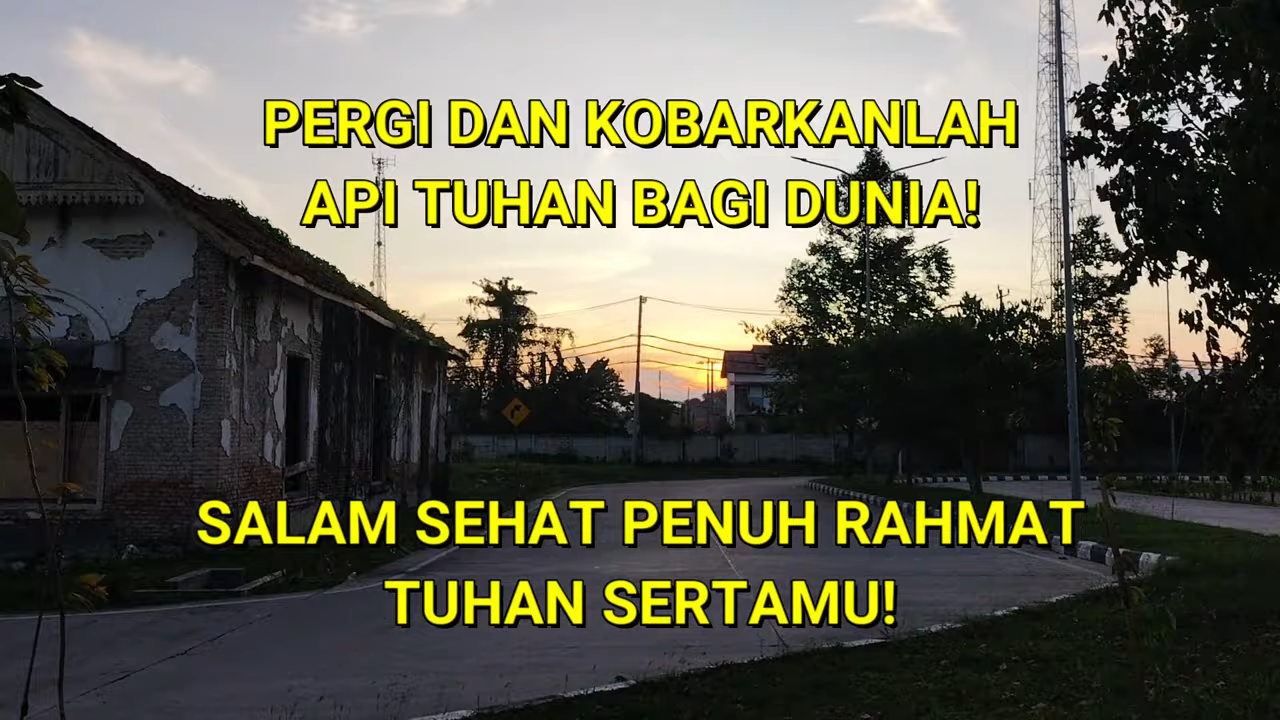 PERGI DAN KOBARKANLAH
API TUHAN BAGI DUNIA!
SALAM SEHAT PENUH RAHMAT
TUHAN SERTAMU!